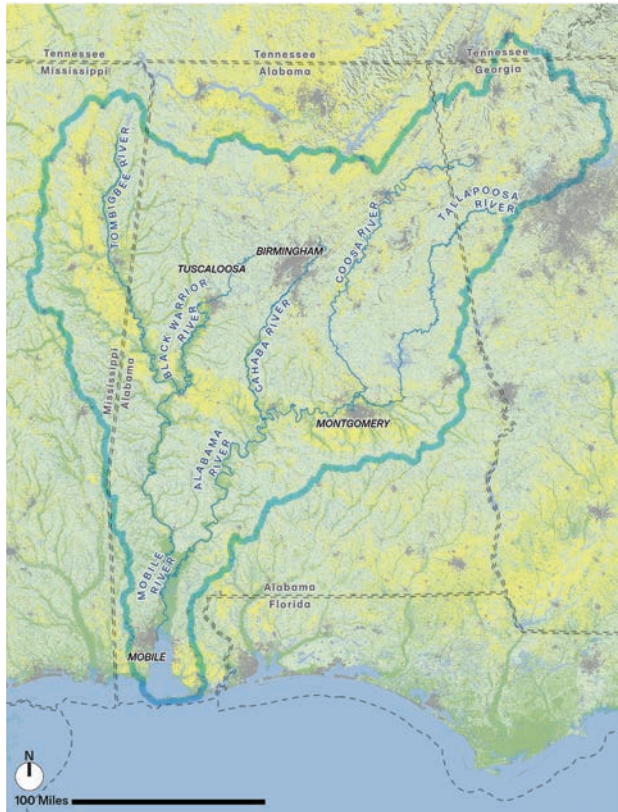 Tennessee
Mississippi
Tennessee
Alabama
Tennessee
Georgia
TOMBIGBEE RIVER
TALLAPOOSA
RIVER
COOSA RIVER
BIRMINGHAM
TUSCALOOSA
BLACK WARRIOR
RIVER
CAHABA RIVER
Mississippi
Alabama
MONTGOMERY
ALABAMA
RIVER
MOBILE
RIVER
Alabama
Florida
MOBILE
N
100 Miles